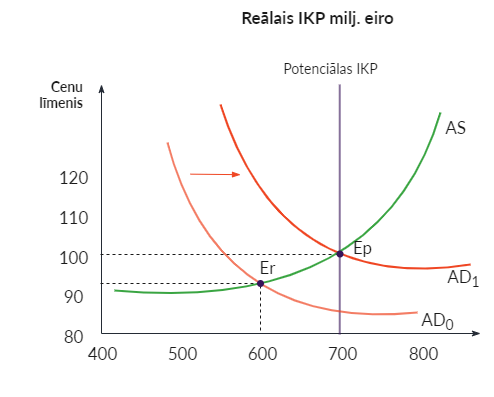 Reālais IKP milj. eiro
Potenciālas IKP
Cenu
līmenis
AS
120
110
Ep
100
Er
AD1
90
AD0
80
400 500 600 700 800